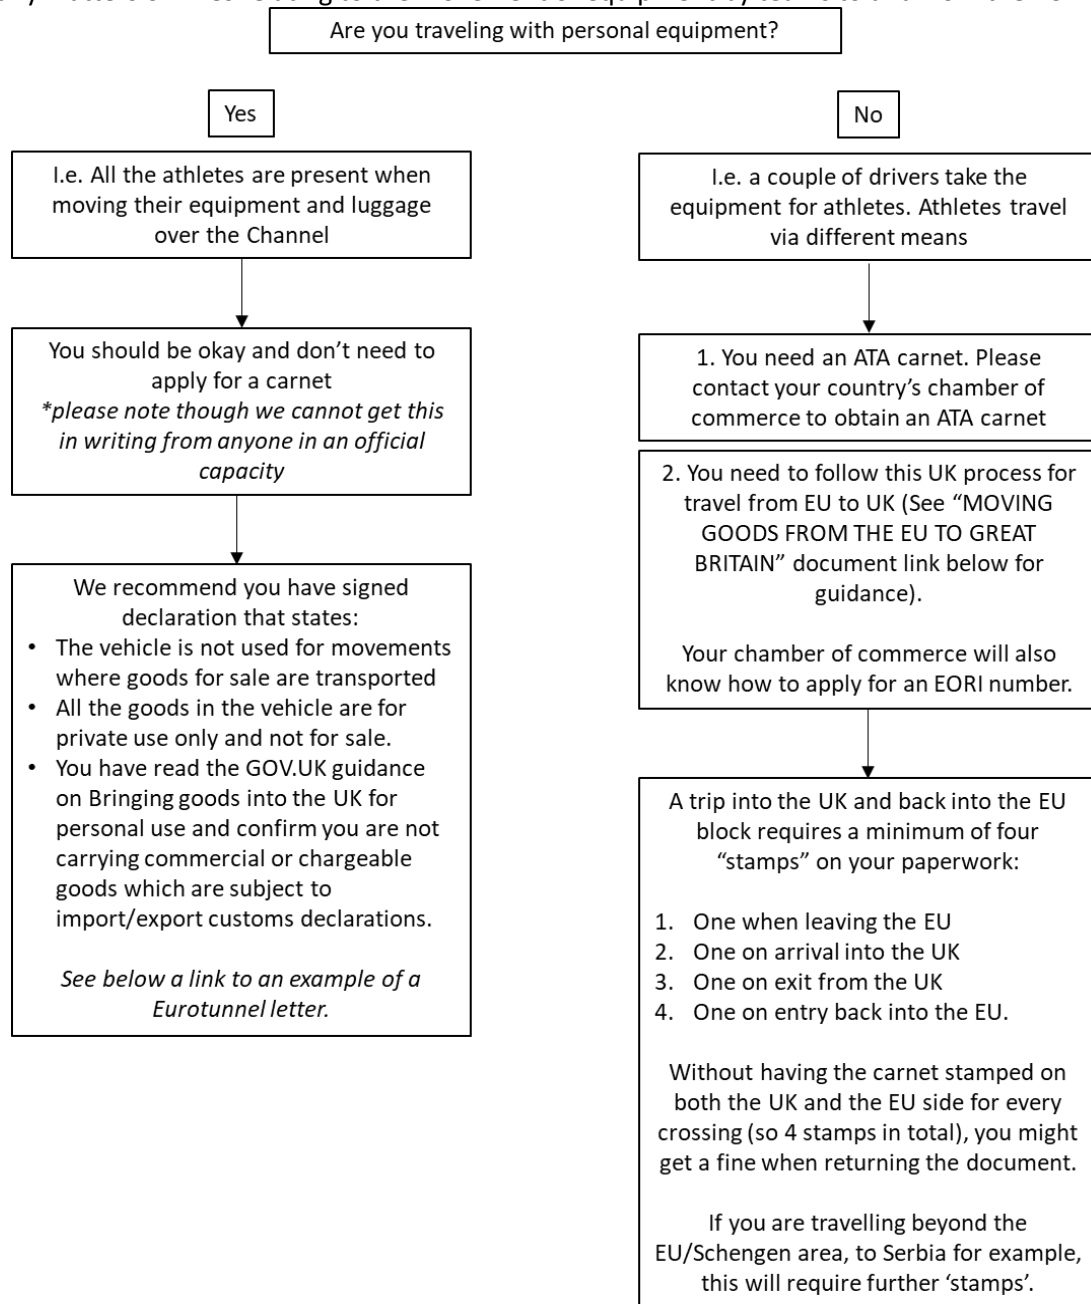 Are you traveling with personal equipment?
Yes
I.e. All the athletes are present when
moving their equipment and luggage
over the Channel
You should be okay and don’t need to
apply for a carnet
*please note though we cannot get this
in writing from anyone in an official
capacity
We recommend you have signed
declaration that states:
• The vehicle is not used for movements
where goods for sale are transported
• All the goods in the vehicle are for
private use only and not for sale.
• You have read the GOV.UK guidance
on Bringing goods into the UK for
personal use and confirm you are not
carrying commercial or chargeable
goods which are subject to
import/export customs declarations.
See below a link to an example of a
Eurotunnel letter.
No
I.e. a couple of drivers take the
equipment for athletes. Athletes travel
via different means
1. You need an ATA carnet. Please
contact your country’s chamber of
commerce to obtain an ATA carnet
2. You need to follow this UK process for
travel from EU to UK (See “MOVING
GOODS FROM THE EU TO GREAT
BRITAIN” document link below for
guidance).
Your chamber of commerce will also
know how to apply for an EORI number.
A trip into the UK and back into the EU
block requires a minimum of four
“stamps” on your paperwork:
1. One when leaving the EU
2. One on arrival into the UK
3. One on exit from the UK
4. One on entry back into the EU.
Without having the carnet stamped on
both the UK and the EU side for every
crossing (so 4 stamps in total), you might
get a fine when returning the document.
If you are travelling beyond the
EU/Schengen area, to Serbia for example,
this will require further ‘stamps’.